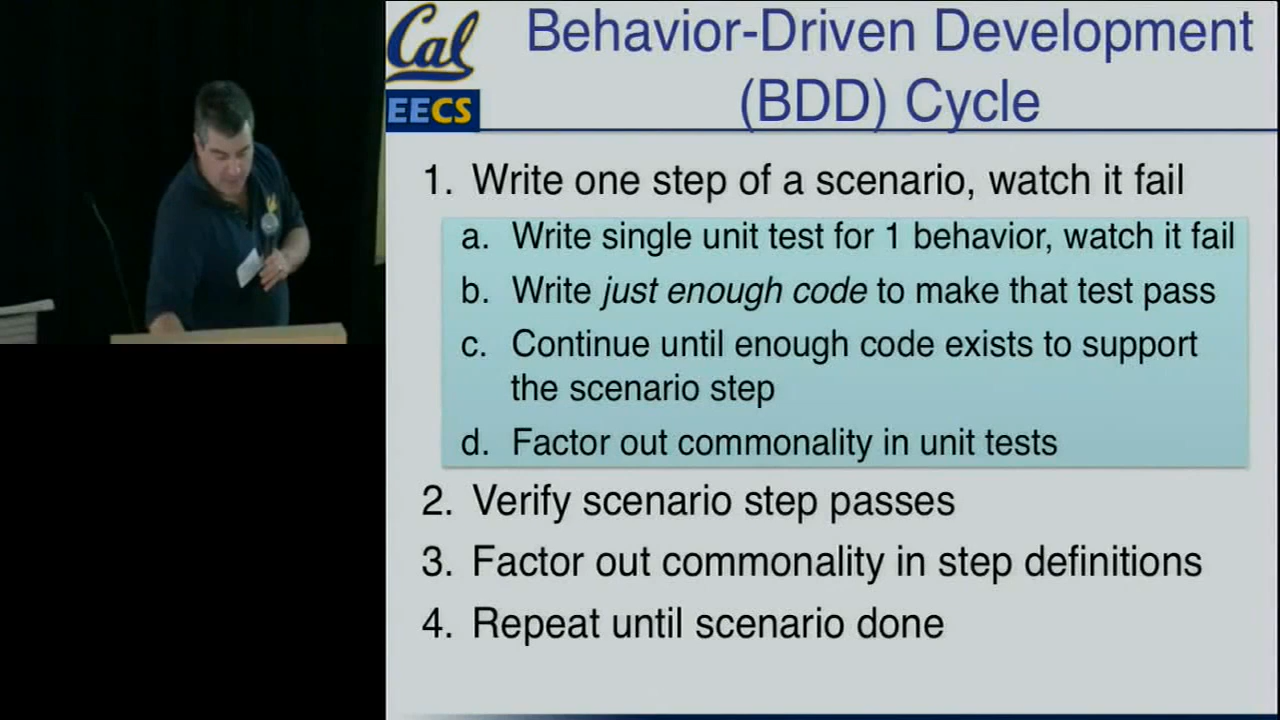 Cal
EECS
Behavior-Driven Development
(BDD) Cycle
1. Write one step of a scenario, watch it fail
a. Write single unit test for 1 behavior, watch it fail
b. Write just enough code to make that test pass
c. Continue until enough code exists to support
the scenario step
d. Factor out commonality in unit tests
2. Verify scenario step passes
3. Factor out commonality in step definitions
4. Repeat until scenario done